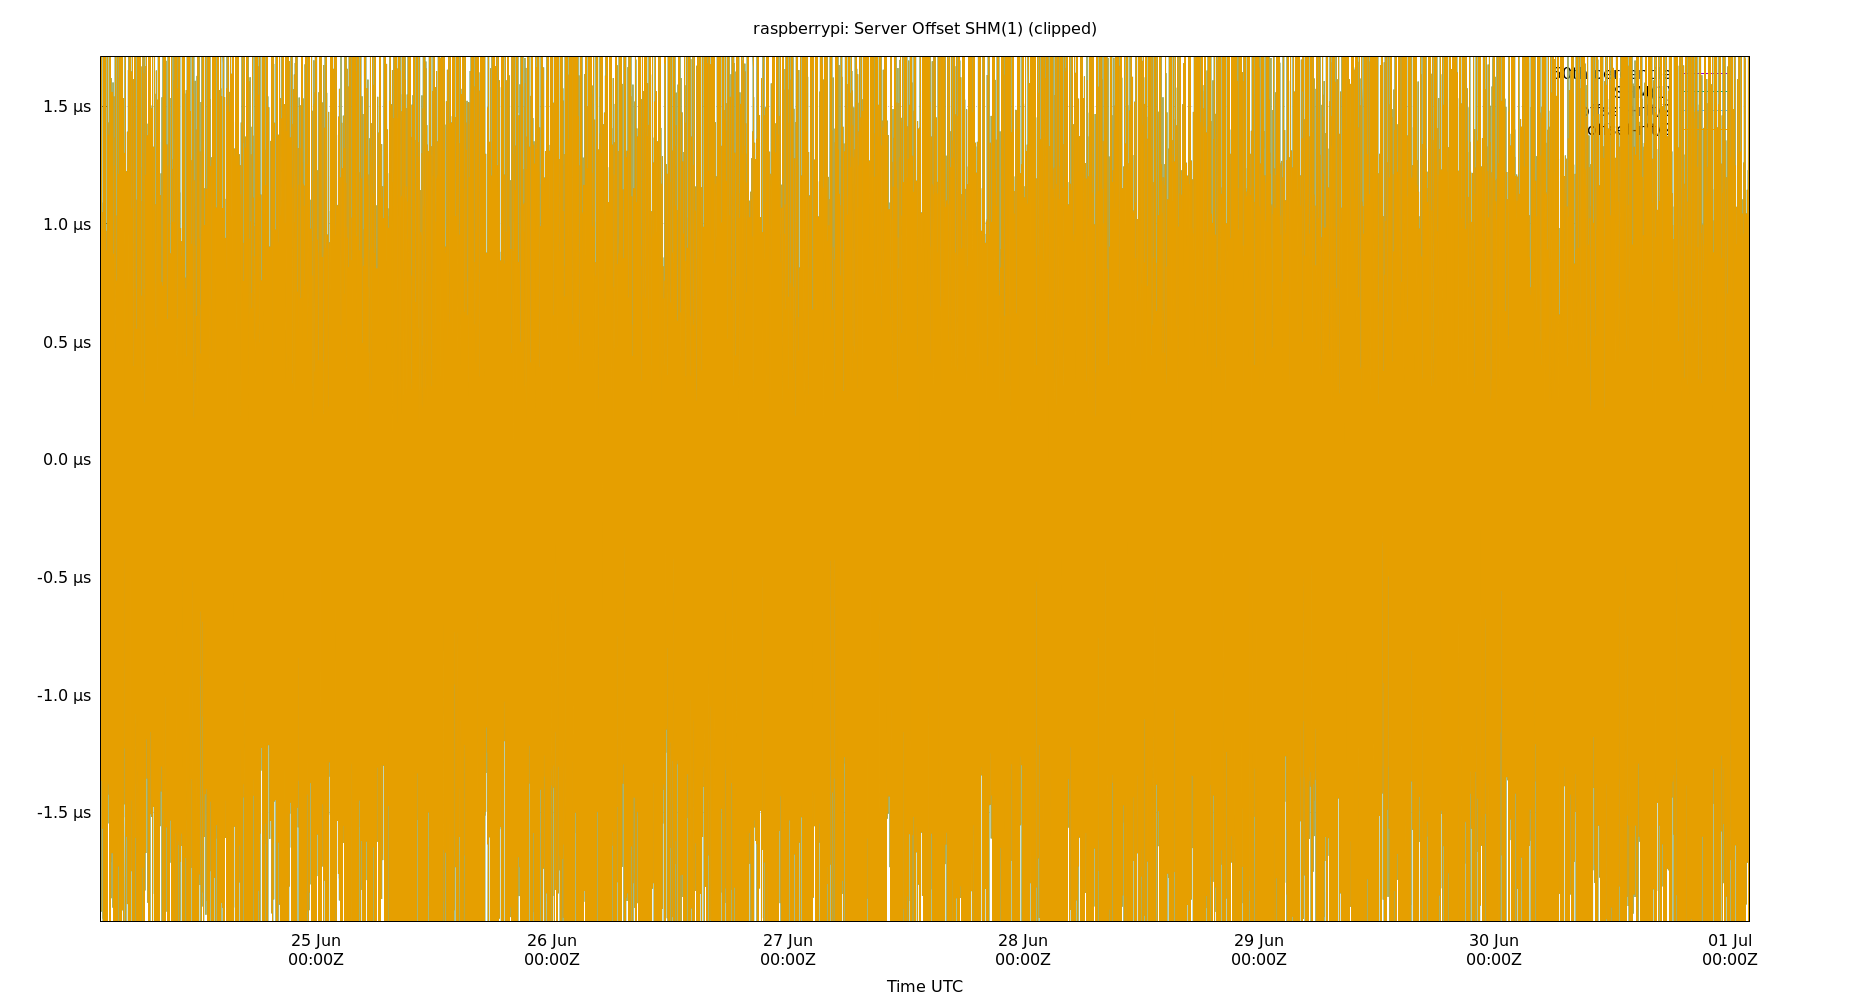 raspberrypi: Server Offset SHM(1) (clipped)
1.5 µs
1.0 µs
0.5 µs
0.0 µs
-0.5 µs
-1.0 µs
-1.5 µs
25 Jun 26 Jun 27 Jun 28 Jun 29 Jun 30 Jun 01 Jul
00:00Z 00:00Z 00:00Z 00:00Z 00:00Z 00:00Z 00:00Z
Time UTC